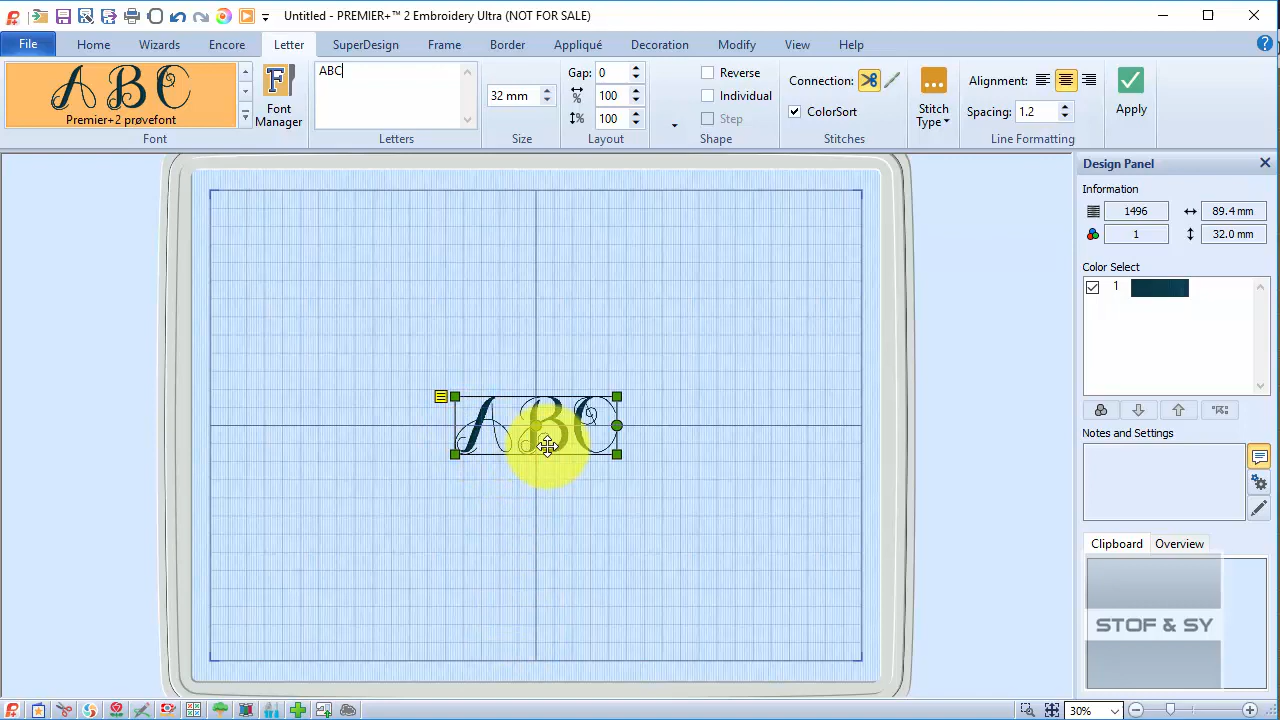 Untitled - PREMIER+™ 2 Embroidery Ultra (NOT FOR SALE)
File Home Wizards Encore Letter SuperDesign Frame Border Appliqué Decoration Modify View Help
ABC
Premier+2 prøvefont
Font
Font Manager
ABC
Letters
32 mm
Size
Gap: 0
100
100
Layout
Reverse
Individual
Step
Shape
Connection:
ColorSort
Stitches
Stitch Type
Alignment:
Spacing: 1.2
Line Formatting
Apply
ABC
Design Panel
Information
1496 89.4 mm
1 32.0 mm
Color Select
1
Notes and Settings
Clipboard Overview
STOF & SY
30%